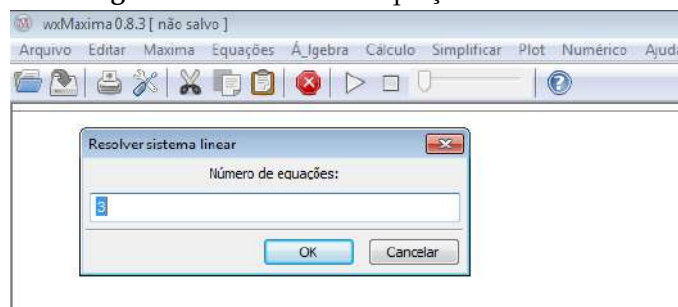 wxMaxima 0.8.3 [ não salvo ]
Arquivo Editar Maxima Equações Á_lgebra Cálculo Simplificar Plot Numérico Ajuda
Resolver sistema linear
Número de equações:
3
OK Cancelar